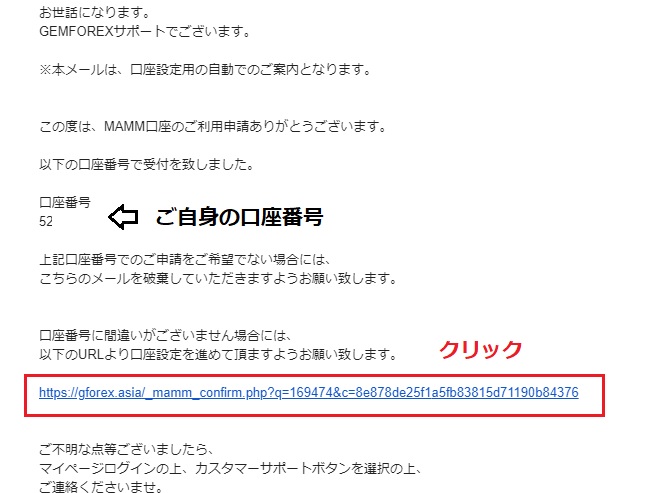 お世話になります。
GEMFOREXサポートでございます。
※本メールは、口座設定用の自動でのご案内となります。
この度は、MAMM口座のご利用申請ありがとうございます。
以下の口座番号で受付を致しました。
口座番号
52
ご自身の口座番号
上記口座番号でのご申請をご希望でない場合には、
こちらのメールを破棄していただきますようお願い致します。
口座番号に間違いがございません場合には、
以下のURLより口座設定を進めて頂ますようお願い致します。
クリック
https://gforex.asia/_mamm_confirm.php?q=169474&c=8e878de25f1a5fb83815d71190b84376
ご不明な点等ございましたら、
マイページログインの上、カスタマーサポートボタンを選択の上、
ご連絡くださいませ。